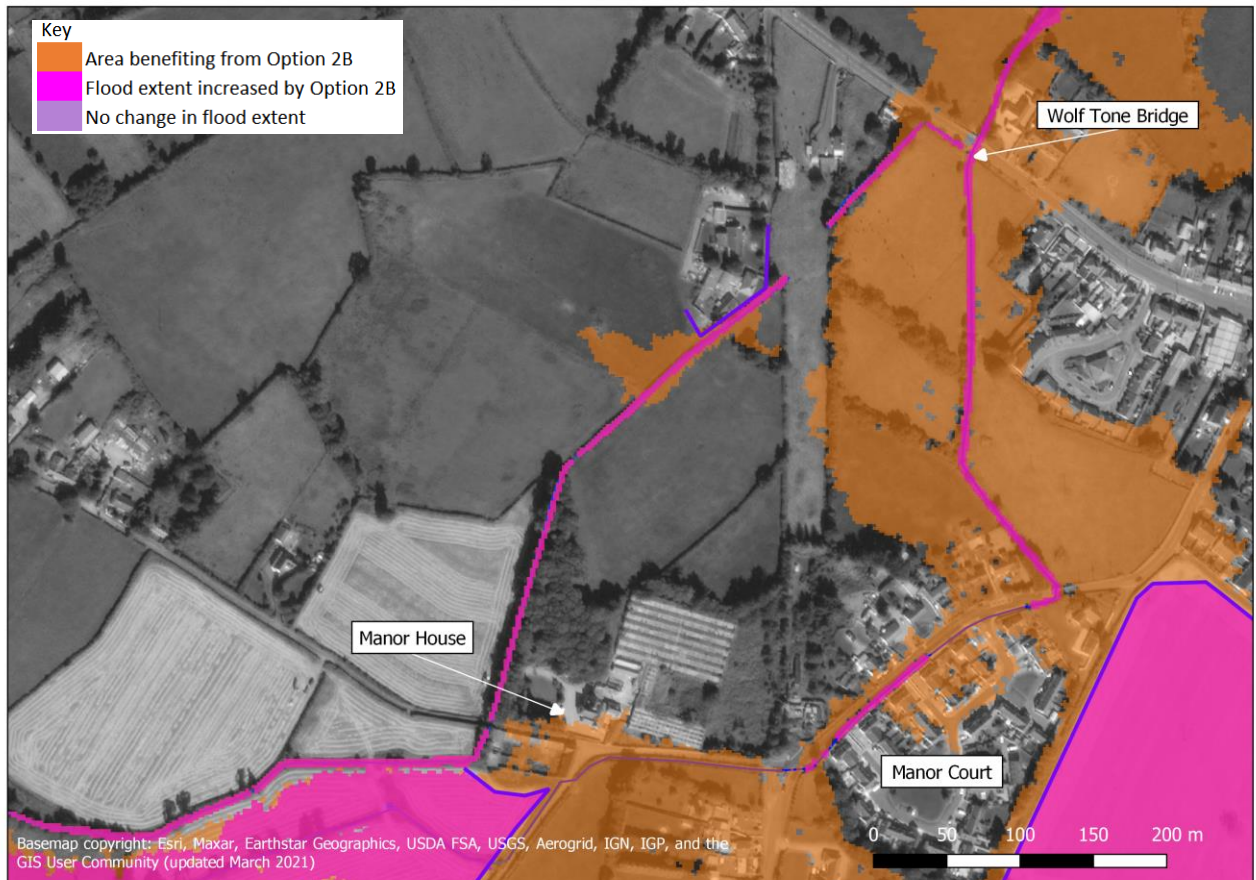 Key
Area benefiting from Option 2B
Flood extent increased by Option 2B
No change in flood extent
Wolf Tone Bridge
Manor House
Manor Court
0 50 100 150 200 m
Basemap copyright: Esri, Maxar, Earthstar Geographics, USDA FSA, USGS, Aerogrid, IGN, IGP, and the
GIS User Community (updated March 2021)